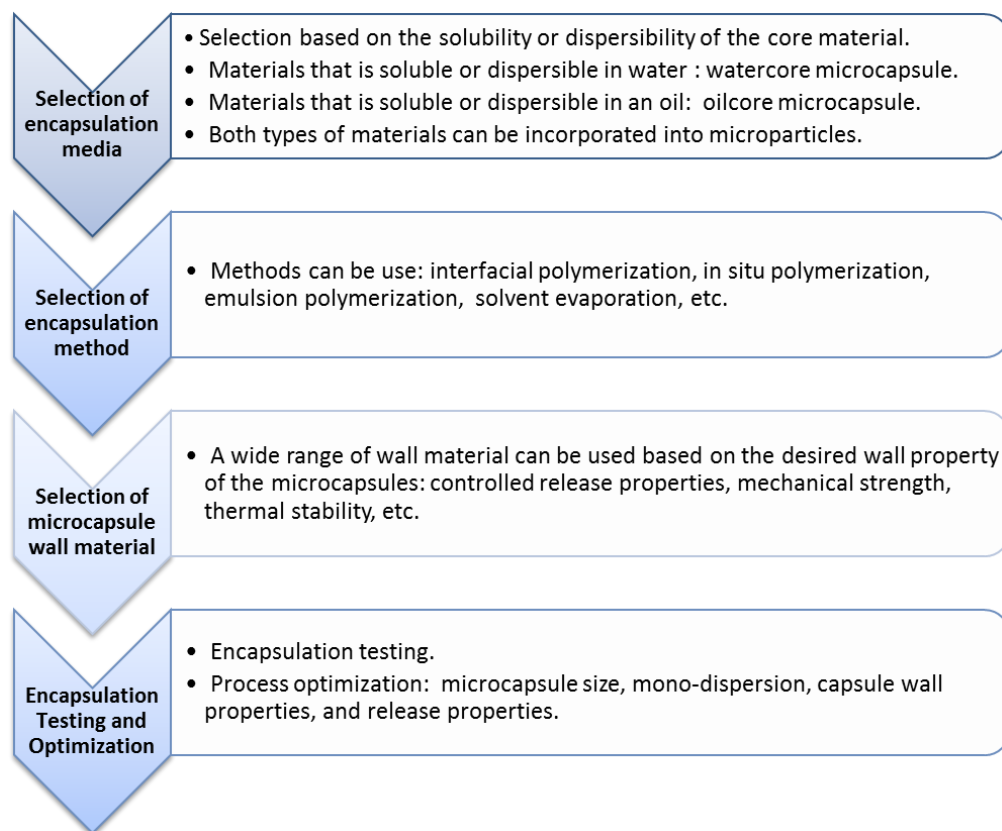 Selection of
encapsulation
media
• Selection based on the solubility or dispersibility of the core material.
• Materials that is soluble or dispersible in water : watercore microcapsule.
• Materials that is soluble or dispersible in an oil: oilcore microcapsule.
• Both types of materials can be incorporated into microparticles.
Selection of
encapsulation
method
• Methods can be use: interfacial polymerization, in situ polymerization,
emulsion polymerization, solvent evaporation, etc.
Selection of
microcapsule
wall material
• A wide range of wall material can be used based on the desired wall property
of the microcapsules: controlled release properties, mechanical strength,
thermal stability, etc.
Encapsulation
Testing and
Optimization
• Encapsulation testing.
• Process optimization: microcapsule size, mono-dispersion, capsule wall
properties, and release properties.